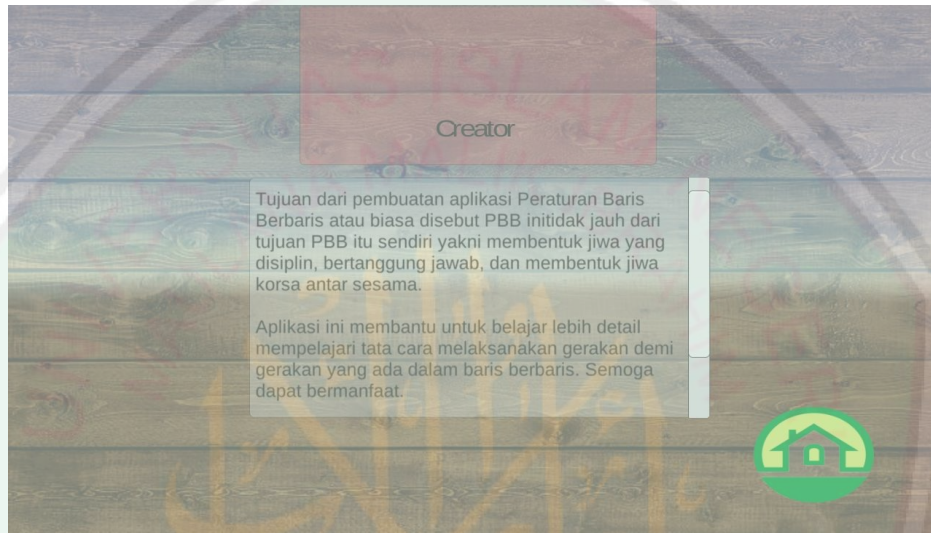 Creator
Tujuan dari pembuatan aplikasi Peraturan Baris
Berbaris atau biasa disebut PBB initidak jauh dari
tujuan PBB itu sendiri yakni membentuk jiwa yang
disiplin, bertanggung jawab, dan membentuk jiwa
korsa antar sesama.
Aplikasi ini membantu untuk belajar lebih detail
mempelajari tata cara melaksanakan gerakan demi
gerakan yang ada dalam baris berbaris. Semoga
dapat bermanfaat.